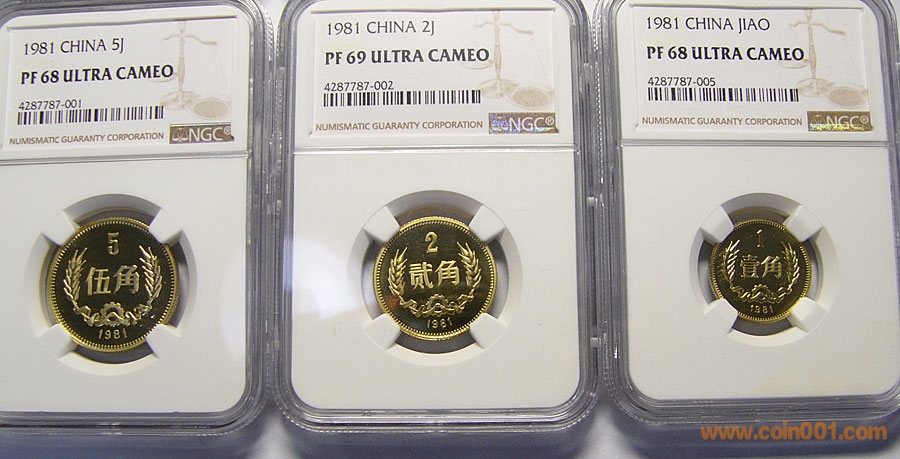 1981 CHINA 5J
PF 68 ULTRA CAMEO
4287787-001
NUMISMATIC GUARANTY CORPORATION
NGC®
5
伍角
1981
1981 CHINA 2J
PF 69 ULTRA CAMEO
4287787-002
NUMISMATIC GUARANTY CORPORATION
NGC®
2
贰角
1981
1981 CHINA JIAO
PF 68 ULTRA CAMEO
4287787-005
NUMISMATIC GUARANTY CORPORATION
NGC®
1
壹角
1981
www.coin001.com